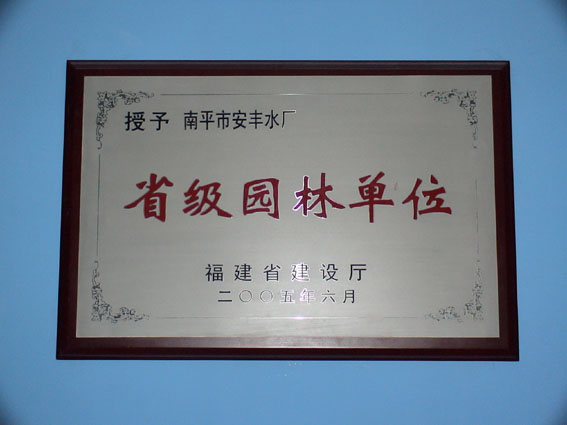 授予 南平市安丰水厂
省级园林单位
福建省建设厅
二〇〇五年六月